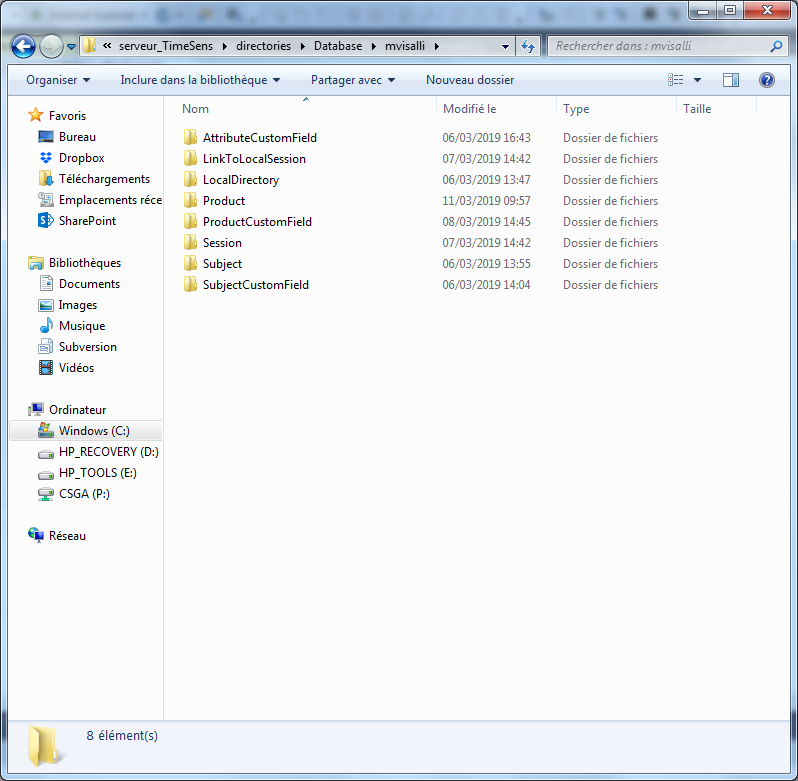 « serveur_TimeSens ▸ directories ▸ Database ▸ mvisalli ▸
Rechercher dans : mvisalli
Organiser Inclure dans la bibliothèque Partager avec Nouveau dossier
Nom Modifié le Type Taille
Favoris
Bureau
Dropbox
Téléchargements
Emplacements réce
SharePoint
Bibliothèques
Documents
Images
Musique
Subversion
Vidéos
Ordinateur
Windows (C:)
HP_RECOVERY (D:)
HP_TOOLS (E:)
CSGA (P:)
Réseau
AttributeCustomField 06/03/2019 16:43 Dossier de fichiers
LinkToLocalSession 07/03/2019 14:42 Dossier de fichiers
LocalDirectory 06/03/2019 13:47 Dossier de fichiers
Product 11/03/2019 09:57 Dossier de fichiers
ProductCustomField 08/03/2019 14:45 Dossier de fichiers
Session 07/03/2019 14:42 Dossier de fichiers
Subject 06/03/2019 13:55 Dossier de fichiers
SubjectCustomField 06/03/2019 14:04 Dossier de fichiers
8 élément(s)